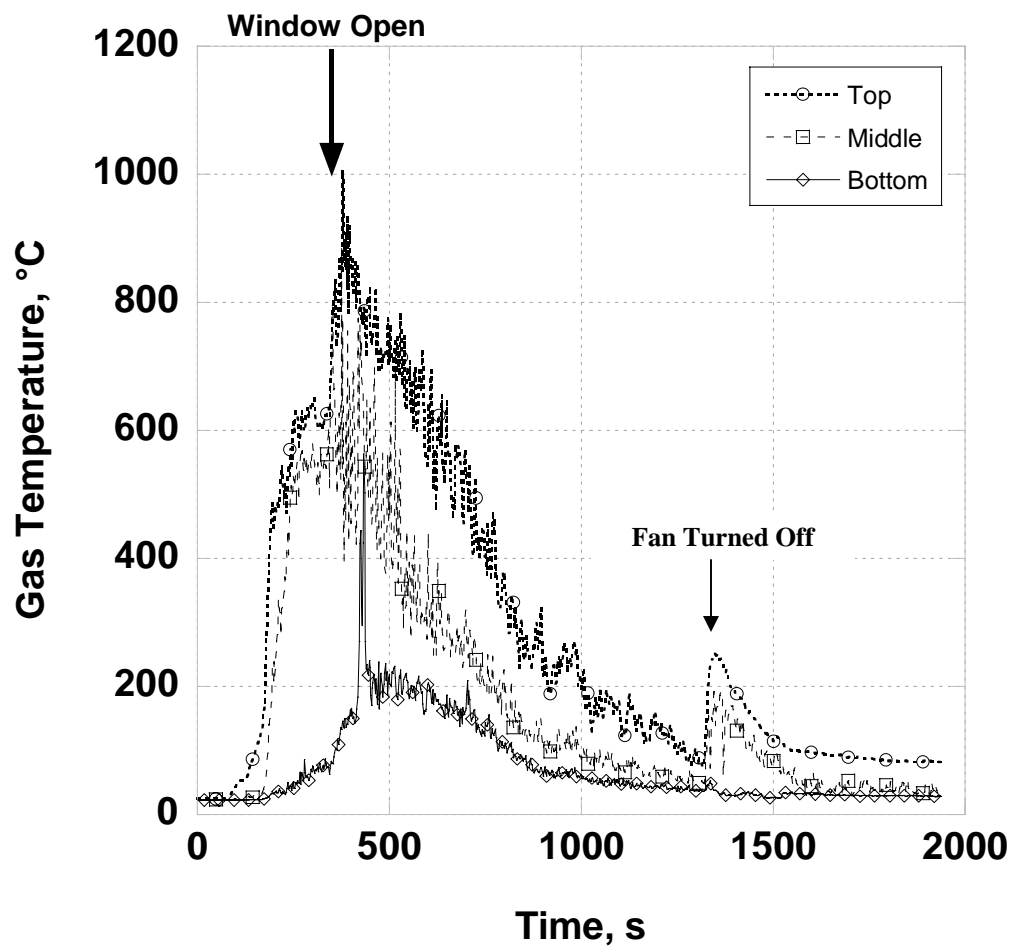 Window Open
1200
1000
800
600
400
200
0
Gas Temperature, °C
Top
Middle
Bottom
Fan Turned Off
0
500
1000
1500
2000
Time, s